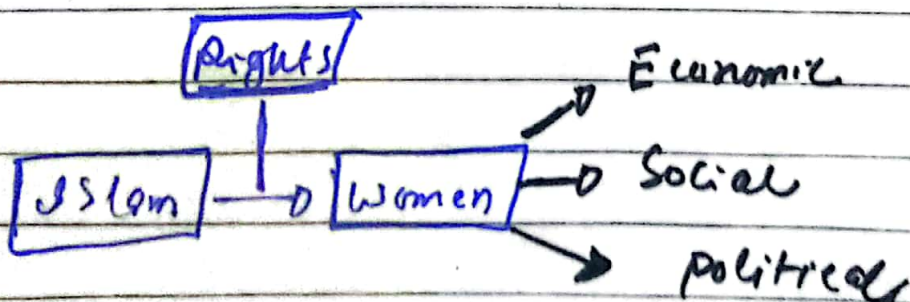 Rights
Economic
Islam
Women
Social
political